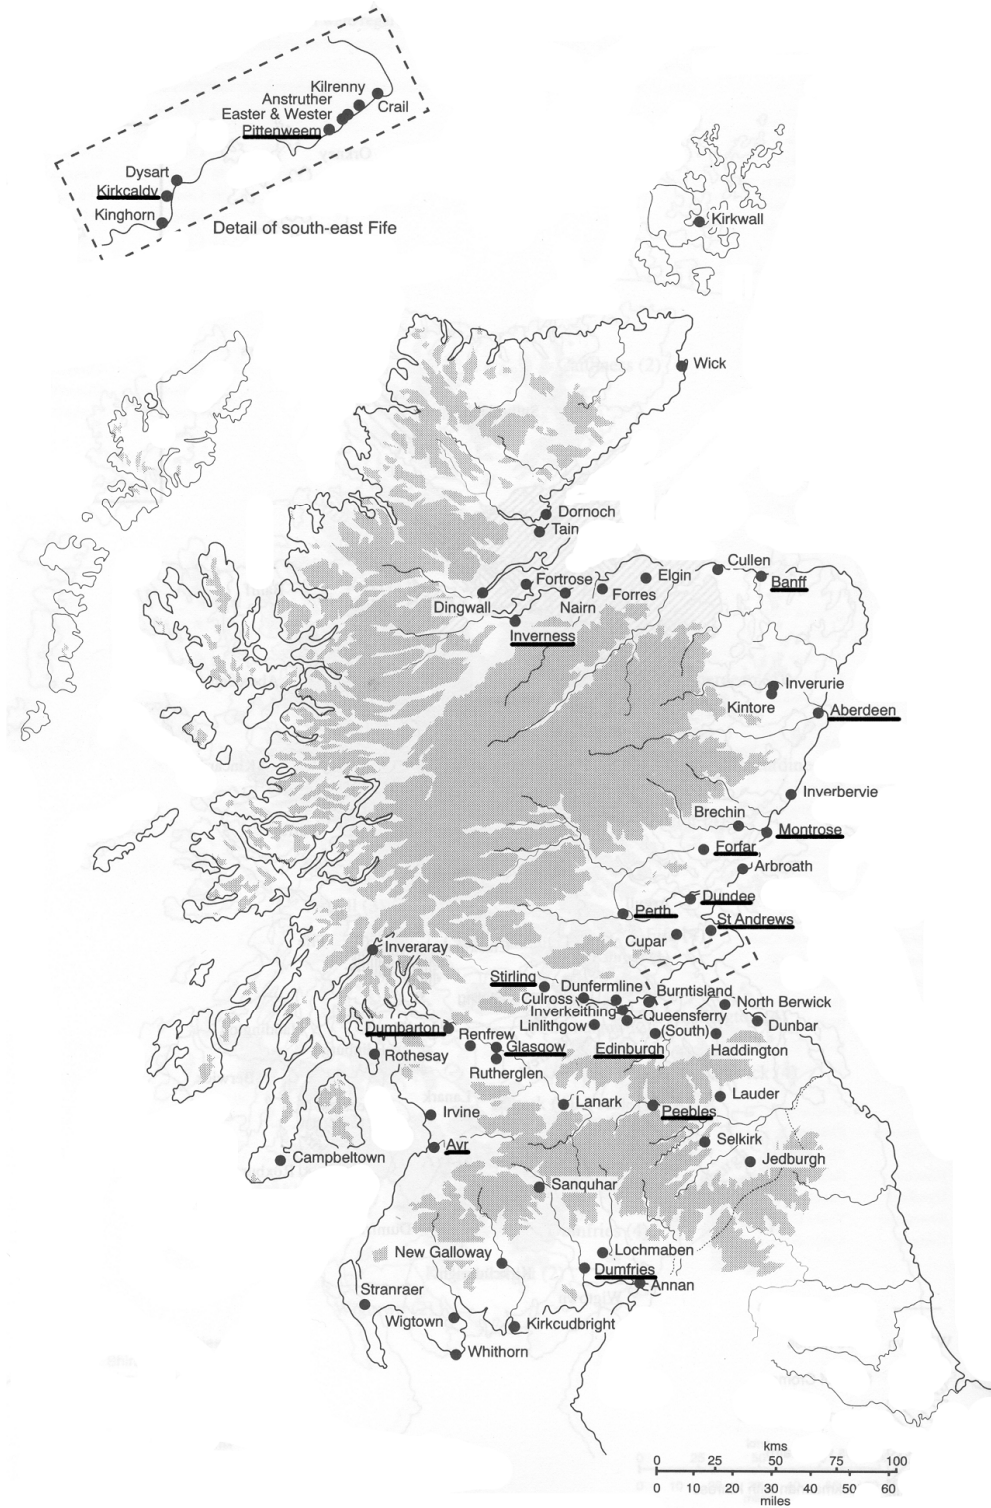 Kilrenny
Anstruther
Easter & Wester
Crail
Pittenweem
Dysart
Kirkcaldy
Kinghorn
Detail of south-east Fife
Kirkwall
Wick
Dornoch
Tain
Cullen
Fortrose
Elgin
Banff
Dingwall
Nairn
Forres
Inverness
Inverurie
Kintore
Aberdeen
Inverbervie
Brechin
Montrose
Forfar
Arbroath
Dundee
Perth
St Andrews
Cupar
Inveraray
Stirling
Dunfermline
Burntisland
Culross
North Berwick
Inverkeithing
Queensferry
(South)
Linlithgow
Dunbar
Dumbarton
Renfrew
Glasgow
Edinburgh
Haddington
Rothesay
Rutherglen
Lauder
Lanark
Peebles
Irvine
Selkirk
Ayr
Campbeltown
Jedburgh
Sanquhar
New Galloway
Lochmaben
Dumfries
Annan
Stranraer
Wigtown
Kirkcudbright
Whithorn
kms
0 25 50 75 100
0 10 20 30 40 50 60
miles